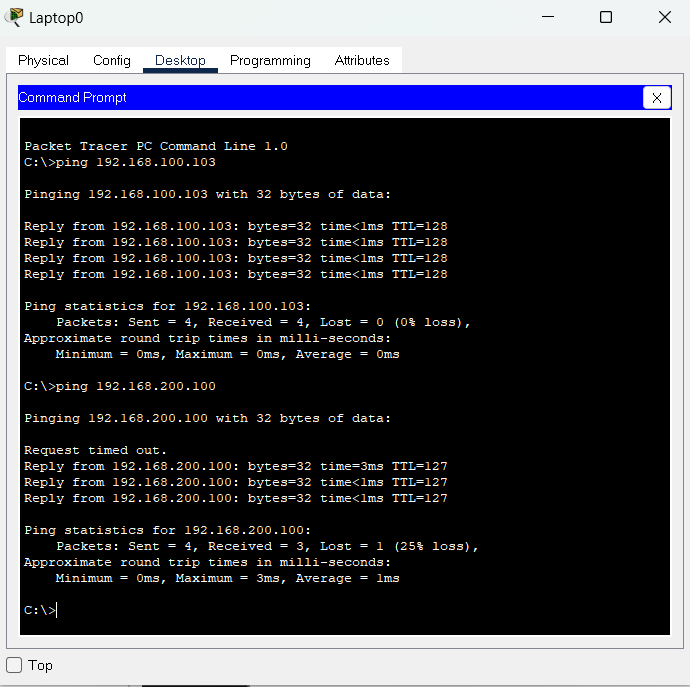 Laptop0
Physical Config Desktop Programming Attributes
Command Prompt
X
Packet Tracer PC Command Line 1.0
C:\>ping 192.168.100.103
Pinging 192.168.100.103 with 32 bytes of data:
Reply from 192.168.100.103: bytes=32 time<1ms TTL=128
Reply from 192.168.100.103: bytes=32 time<1ms TTL=128
Reply from 192.168.100.103: bytes=32 time<1ms TTL=128
Reply from 192.168.100.103: bytes=32 time<1ms TTL=128
Ping statistics for 192.168.100.103:
    Packets: Sent = 4, Received = 4, Lost = 0 (0% loss),
Approximate round trip times in milli-seconds:
    Minimum = 0ms, Maximum = 0ms, Average = 0ms
C:\>ping 192.168.200.100
Pinging 192.168.200.100 with 32 bytes of data:
Request timed out.
Reply from 192.168.200.100: bytes=32 time=3ms TTL=127
Reply from 192.168.200.100: bytes=32 time<1ms TTL=127
Reply from 192.168.200.100: bytes=32 time<1ms TTL=127
Ping statistics for 192.168.200.100:
    Packets: Sent = 4, Received = 3, Lost = 1 (25% loss),
Approximate round trip times in milli-seconds:
    Minimum = 0ms, Maximum = 3ms, Average = 1ms
C:\>
Top